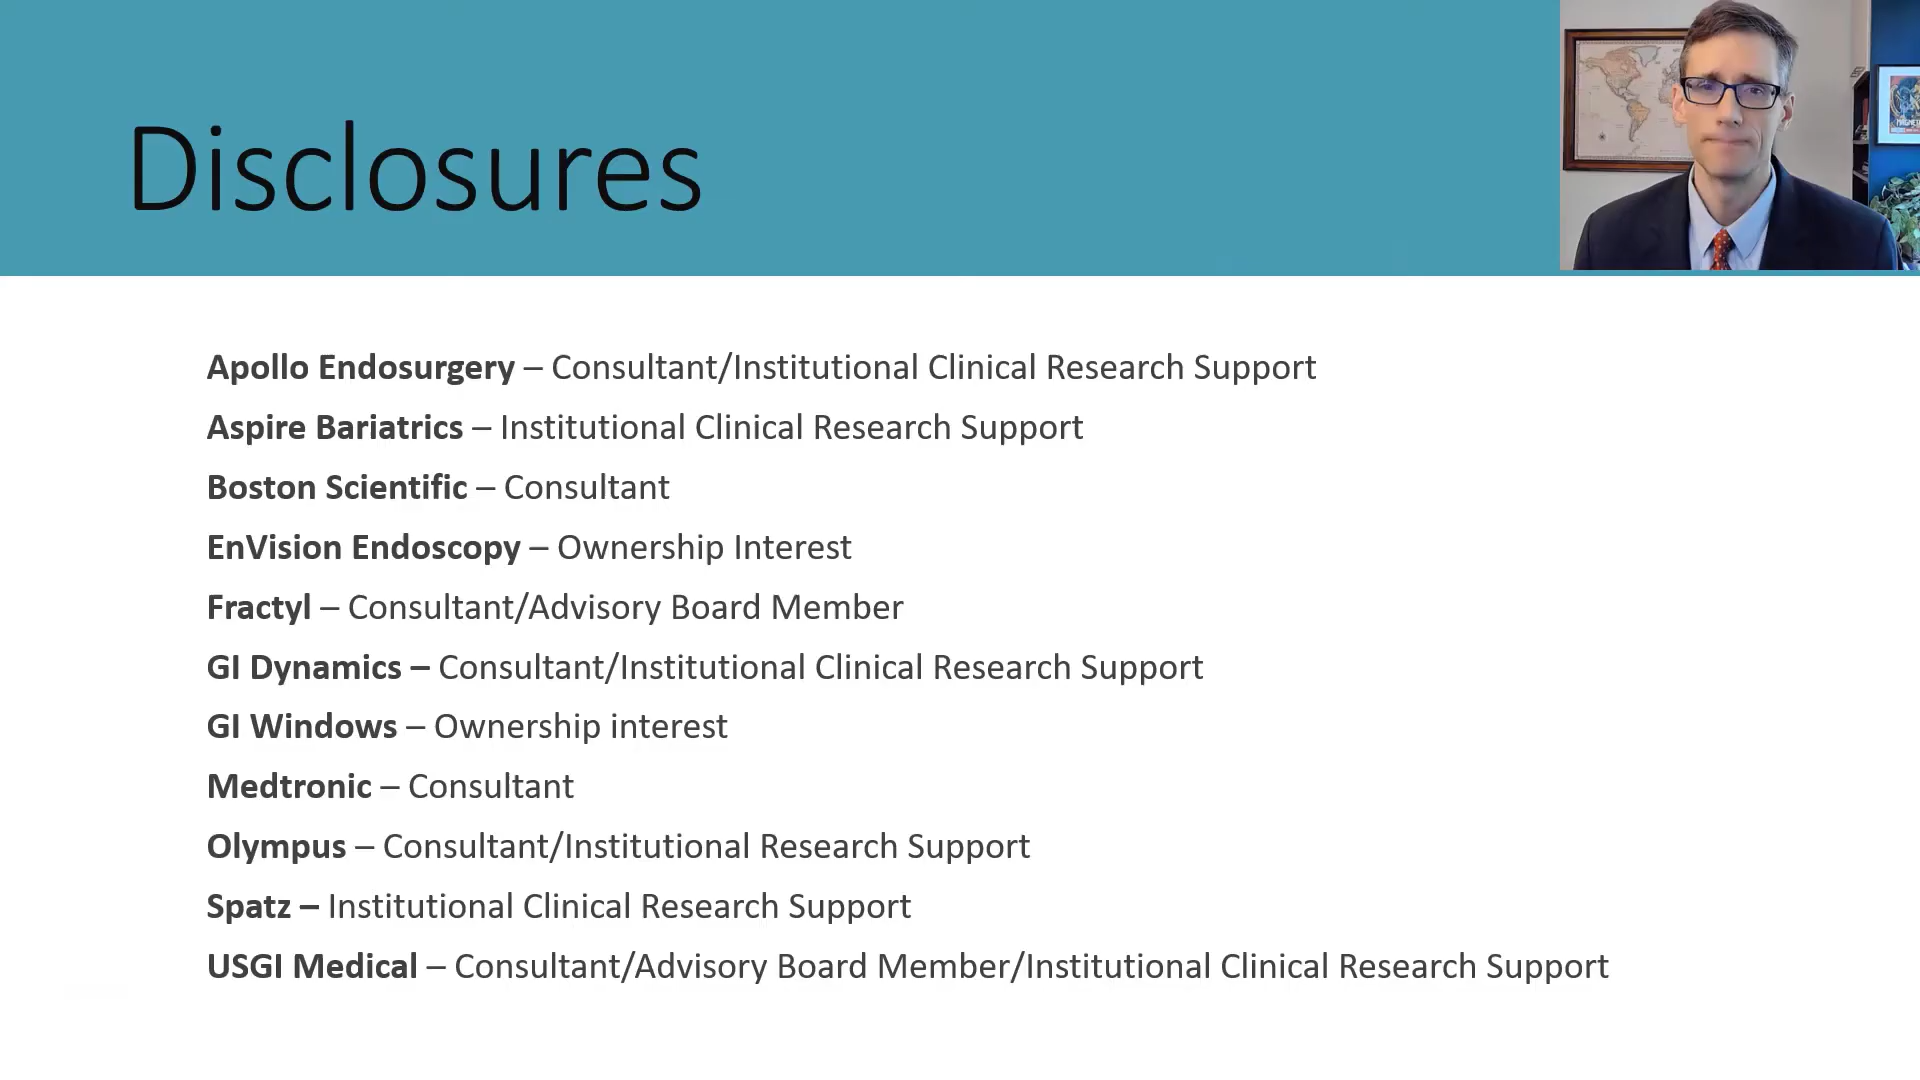 Disclosures
Apollo Endosurgery – Consultant/Institutional Clinical Research Support
Aspire Bariatrics – Institutional Clinical Research Support
Boston Scientific – Consultant
EnVision Endoscopy – Ownership Interest
Fractyl – Consultant/Advisory Board Member
GI Dynamics – Consultant/Institutional Clinical Research Support
GI Windows – Ownership interest
Medtronic – Consultant
Olympus – Consultant/Institutional Research Support
Spatz – Institutional Clinical Research Support
USGI Medical – Consultant/Advisory Board Member/Institutional Clinical Research Support